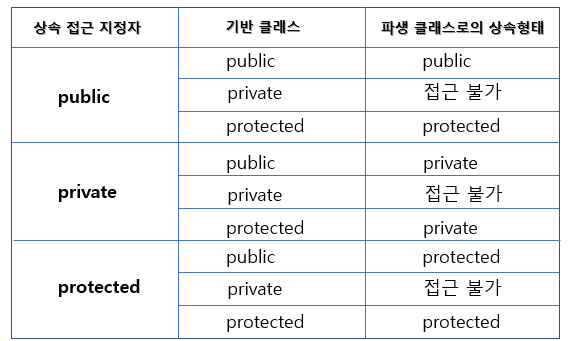 상속 접근 지정자 기반 클래스 파생 클래스로의 상속형태
public public
public
private 접근 불가
protected protected
public private
private
private 접근 불가
protected private
public protected
protected
private 접근 불가
protected protected